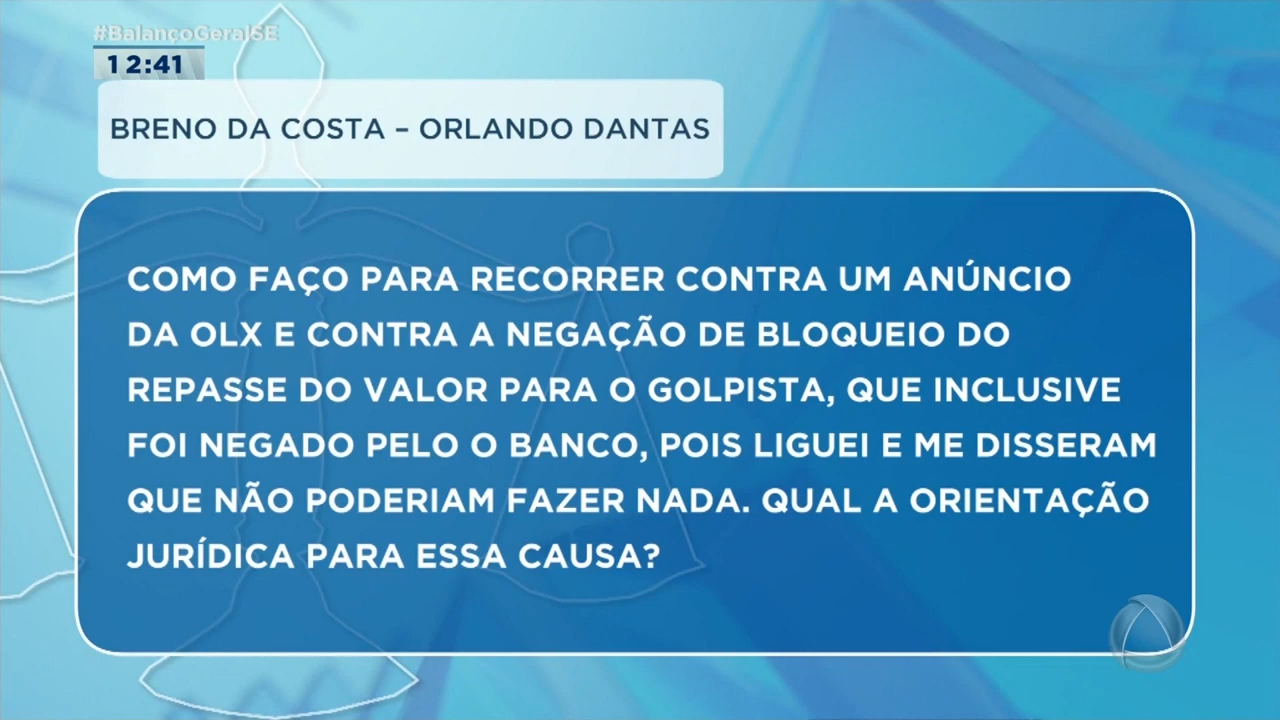 #BalançoGeralSE
12:41
BRENO DA COSTA – ORLANDO DANTAS
COMO FAÇO PARA RECORRER CONTRA UM ANÚNCIO
DA OLX E CONTRA A NEGAÇÃO DE BLOQUEIO DO
REPASSE DO VALOR PARA O GOLPISTA, QUE INCLUSIVE
FOI NEGADO PELO O BANCO, POIS LIGUEI E ME DISSERAM
QUE NÃO PODERIAM FAZER NADA. QUAL A ORIENTAÇÃO
JURÍDICA PARA ESSA CAUSA?